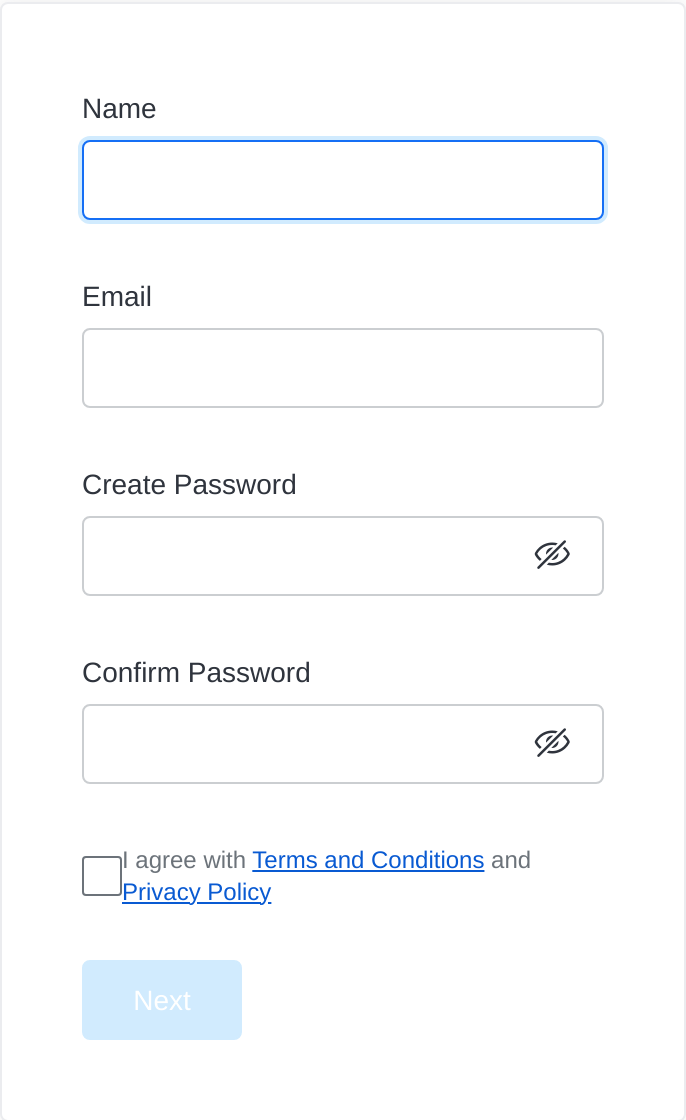 Name
Email
Create Password
Confirm Password
I agree with Terms and Conditions and
Privacy Policy
Next